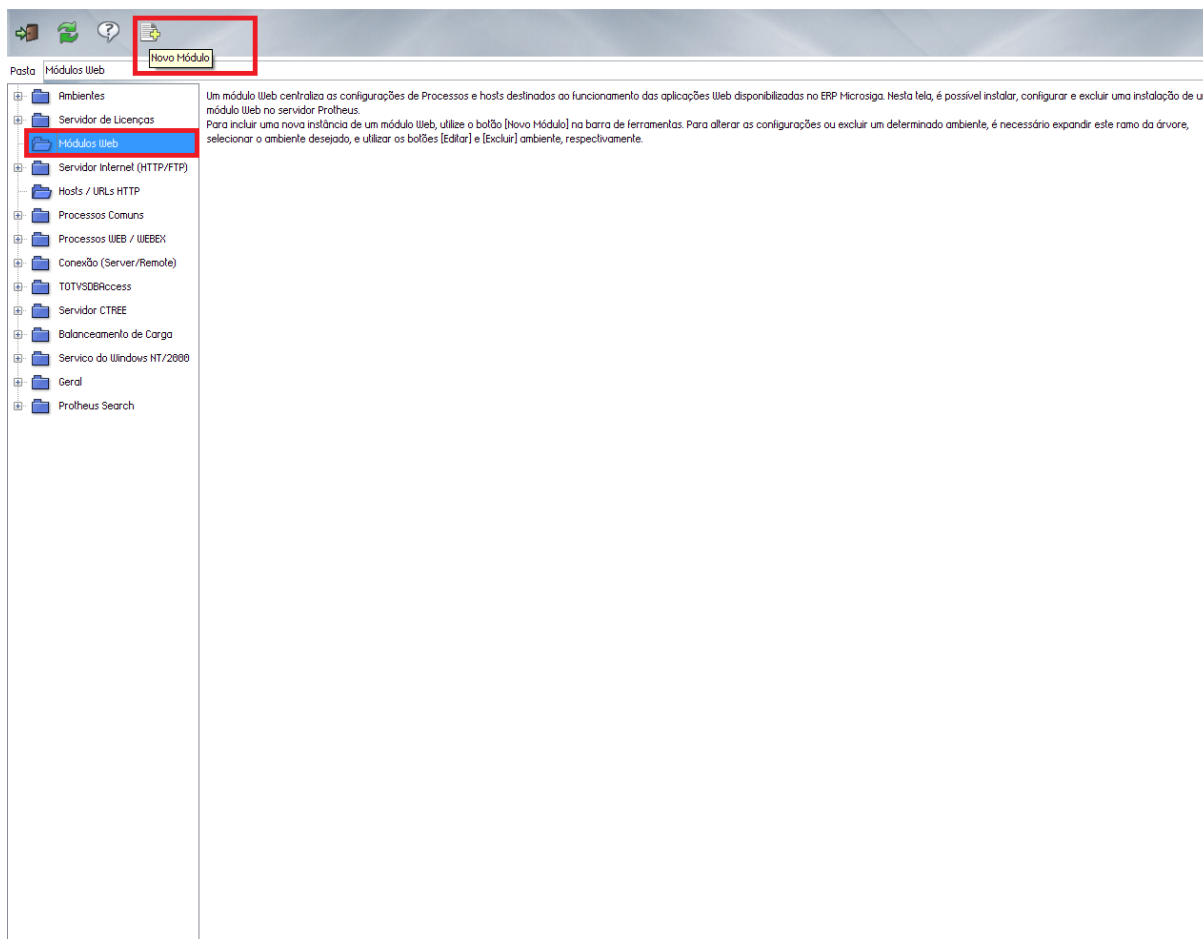 Novo Módulo
Pasta Módulos Web
Ambientes
Servidor de Licenças
Módulos Web
Servidor Internet (HTTP/FTP)
Hosts / URLs HTTP
Processos Comuns
Processos WEB / WEBEX
Conexão (Server/Remote)
TOTVSDBAccess
Servidor CTREE
Balanceamento de Carga
Servico do Windows NT/2000
Geral
Protheus Search
Um módulo Web centraliza as configurações de Processos e hosts destinados ao funcionamento das aplicações Web disponibilizadas no ERP Microsiga. Nesta tela, é possível instalar, configurar e excluir uma instalação de u
módulo Web no servidor Protheus.
Para incluir uma nova instância de um módulo Web, utilize o botão [Novo Módulo] na barra de ferramentas. Para alterar as configurações ou excluir um determinado ambiente, é necessário expandir este ramo da árvore,
selecionar o ambiente desejado, e utilizar os botões [Editar] e [Excluir] ambiente, respectivamente.